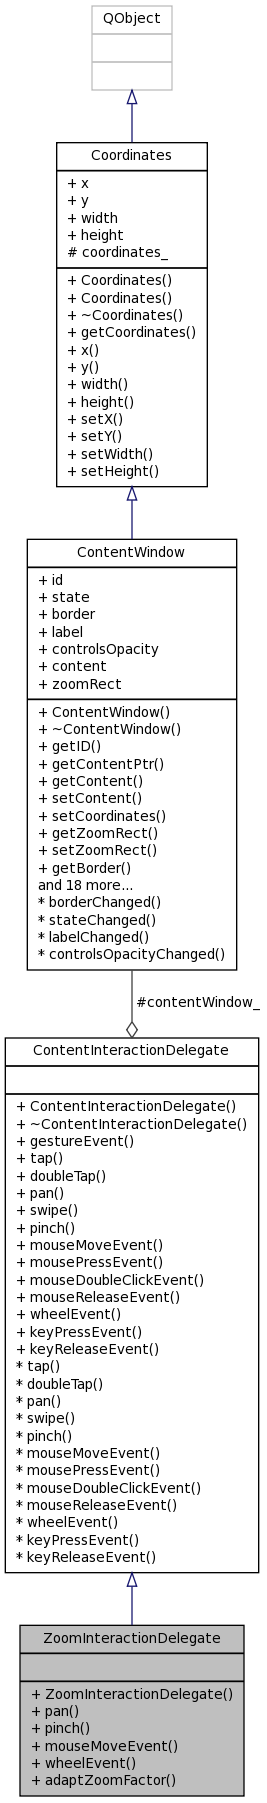 QObject
Coordinates
+ x
+ y
+ width
+ height
# coordinates_
+ Coordinates()
+ Coordinates()
+ ~Coordinates()
+ getCoordinates()
+ x()
+ y()
+ width()
+ height()
+ setX()
+ setY()
+ setWidth()
+ setHeight()
ContentWindow
+ id
+ state
+ border
+ label
+ controlsOpacity
+ content
+ zoomRect
+ ContentWindow()
+ ~ContentWindow()
+ getID()
+ getContentPtr()
+ getContent()
+ setContent()
+ setCoordinates()
+ getZoomRect()
+ setZoomRect()
+ getBorder()
and 18 more...
* borderChanged()
* stateChanged()
* labelChanged()
* controlsOpacityChanged()
#contentWindow_
ContentInteractionDelegate
+ ContentInteractionDelegate()
+ ~ContentInteractionDelegate()
+ gestureEvent()
+ tap()
+ doubleTap()
+ pan()
+ swipe()
+ pinch()
+ mouseMoveEvent()
+ mousePressEvent()
+ mouseDoubleClickEvent()
+ mouseReleaseEvent()
+ wheelEvent()
+ keyPressEvent()
+ keyReleaseEvent()
* tap()
* doubleTap()
* pan()
* swipe()
* pinch()
* mouseMoveEvent()
* mousePressEvent()
* mouseDoubleClickEvent()
* mouseReleaseEvent()
* wheelEvent()
* keyPressEvent()
* keyReleaseEvent()
ZoomInteractionDelegate
+ ZoomInteractionDelegate()
+ pan()
+ pinch()
+ mouseMoveEvent()
+ wheelEvent()
+ adaptZoomFactor()